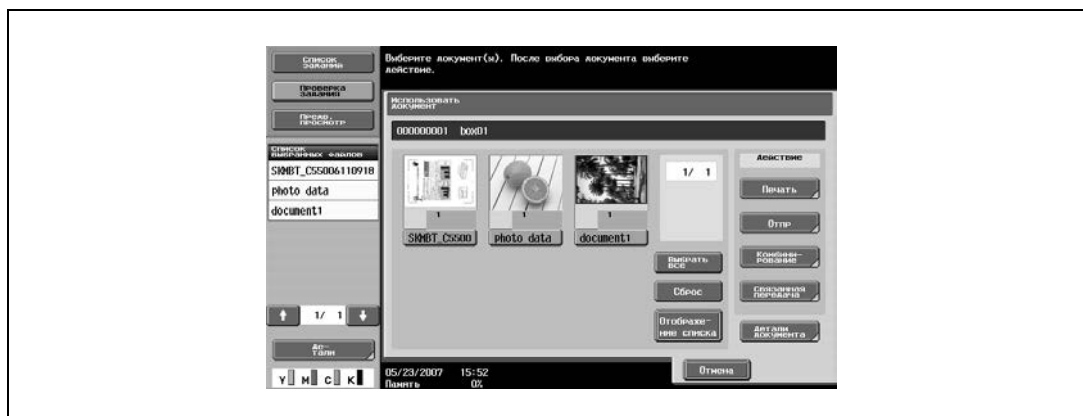 Список
задания
Проверка
задания
Предв.
просмотр
Список
выбранных файлов
SKMBT_C55006110918
photo data
document1
1/ 1
Де-
тали
Y M C K
Выберите документ(ы). После выбора документа выберите
действие.
Использовать
документ
000000001 box01
1
SKMBT_C5500
1
photo data
1
document1
1/ 1
Выбрать
все
Сброс
Отображе-
ние списка
Действие
Печать
Отпр
Комбини-
рование
Связанная
передача
Детали
документа
05/23/2007 15:52
Память 0%
Отмена